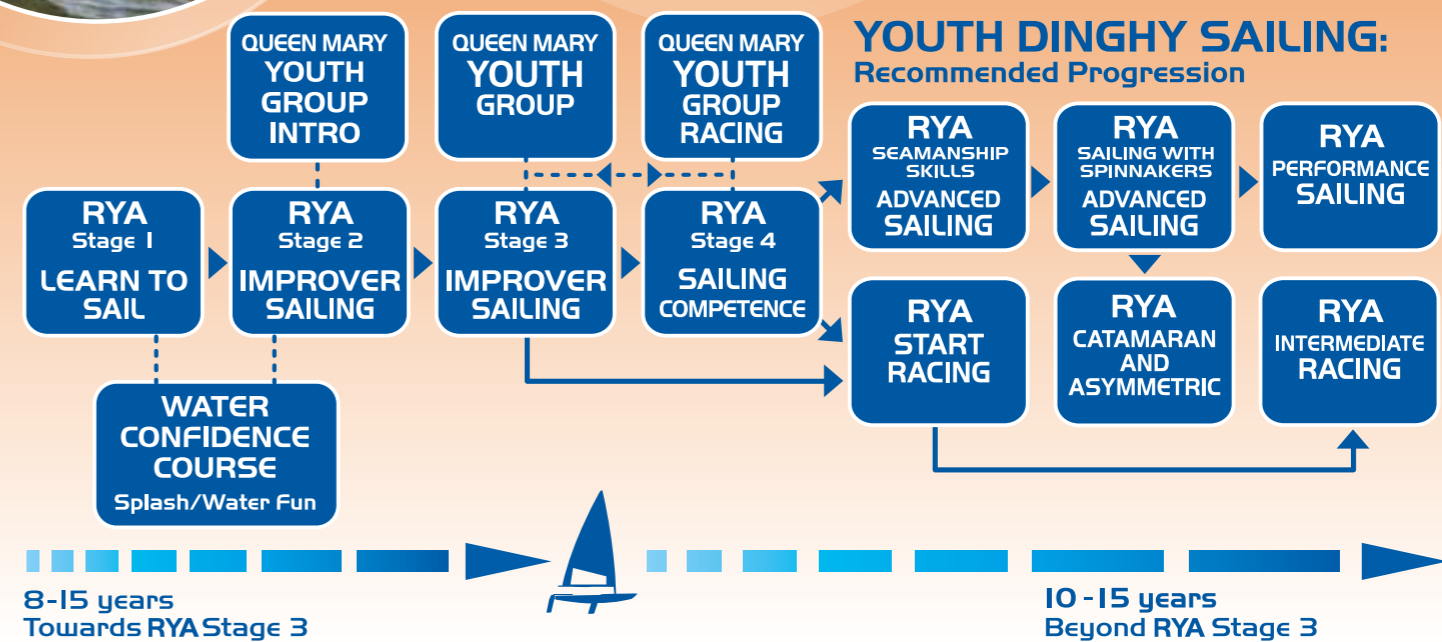 YOUTH DINGHY SAILING:
Recommended Progression
QUEEN MARY
YOUTH
GROUP
INTRO
QUEEN MARY
YOUTH
GROUP
QUEEN MARY
YOUTH
GROUP
RACING
RYA
Stage 1
LEARN TO
SAIL
RYA
Stage 2
IMPROVER
SAILING
RYA
Stage 3
IMPROVER
SAILING
RYA
Stage 4
SAILING
COMPETENCE
RYA
SEAMANSHIP
SKILLS
ADVANCED
SAILING
RYA
SAILING WITH
SPINNAKERS
ADVANCED
SAILING
RYA
PERFORMANCE
SAILING
RYA
START
RACING
RYA
CATAMARAN
AND
ASYMMETRIC
RYA
INTERMEDIATE
RACING
WATER
CONFIDENCE
COURSE
Splash/Water Fun
8-15 years
Towards RYA Stage 3
10-15 years
Beyond RYA Stage 3